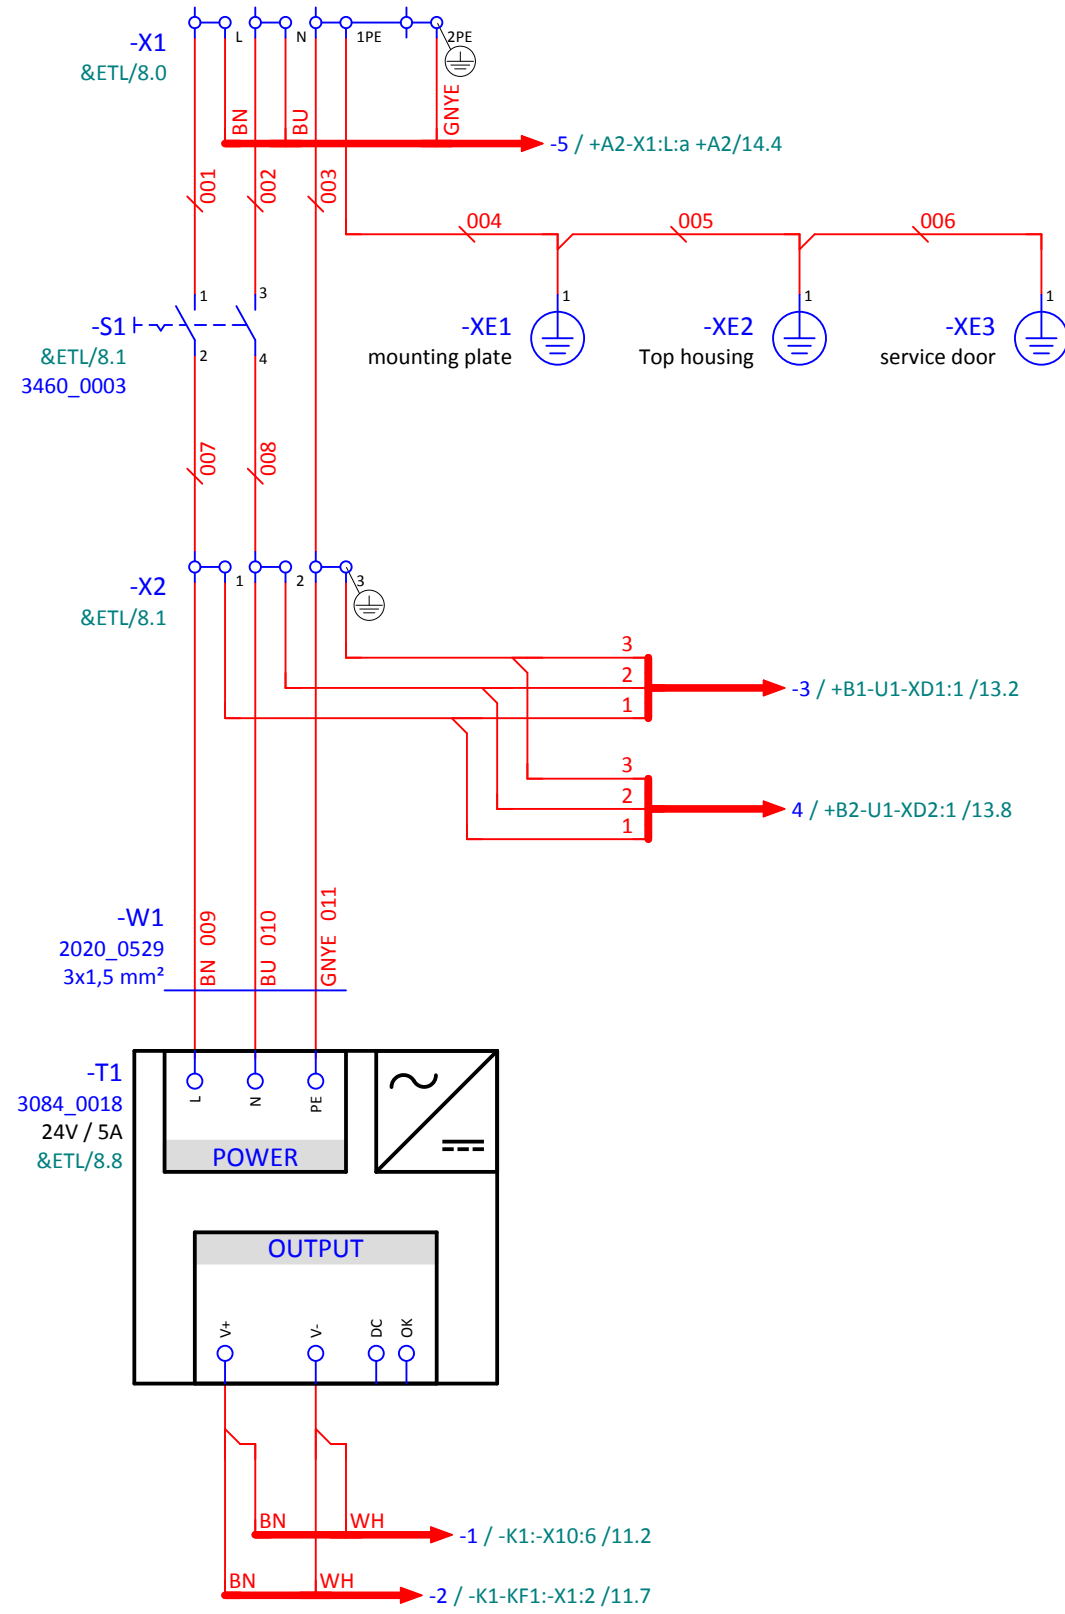 -X1
&ETL/8.0
L
N
1PE
2PE
BN
BU
GNYE
-5 / +A2-X1:L:a +A2/14.4
001
002
003
004
005
006
-S1
&ETL/8.1
3460_0003
1
2
3
4
-XE1
mounting plate
1
-XE2
Top housing
1
-XE3
service door
1
007
008
-X2
&ETL/8.1
1
2
3
3
2
1
-3 / +B1-U1-XD1:1 /13.2
3
2
1
4 / +B2-U1-XD2:1 /13.8
-W1
2020_0529
3x1,5 mm²
BN 009
BU 010
GNYE 011
-T1
3084_0018
24V / 5A
&ETL/8.8
L
N
PE
POWER
OUTPUT
V+
V-
DC
OK
BN
WH
-1 / -K1:-X10:6 /11.2
BN
WH
-2 / -K1-KF1:-X1:2 /11.7